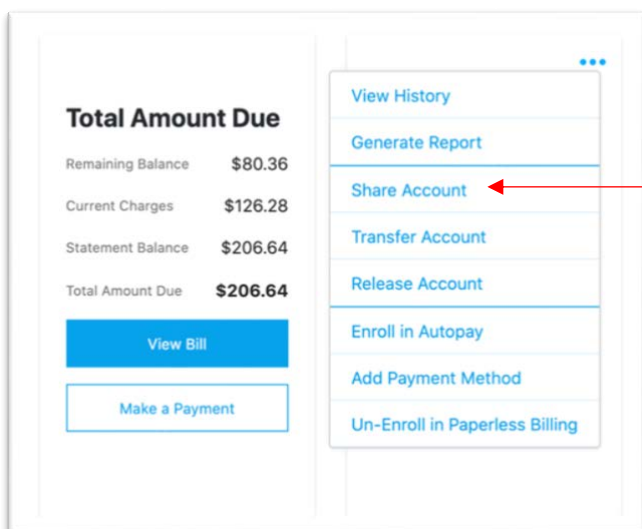 Total Amount Due
Remaining Balance $80.36
Current Charges $126.28
Statement Balance $206.64
Total Amount Due $206.64
View Bill
Make a Payment
View History
Generate Report
Share Account
Transfer Account
Release Account
Enroll in Autopay
Add Payment Method
Un-Enroll in Paperless Billing